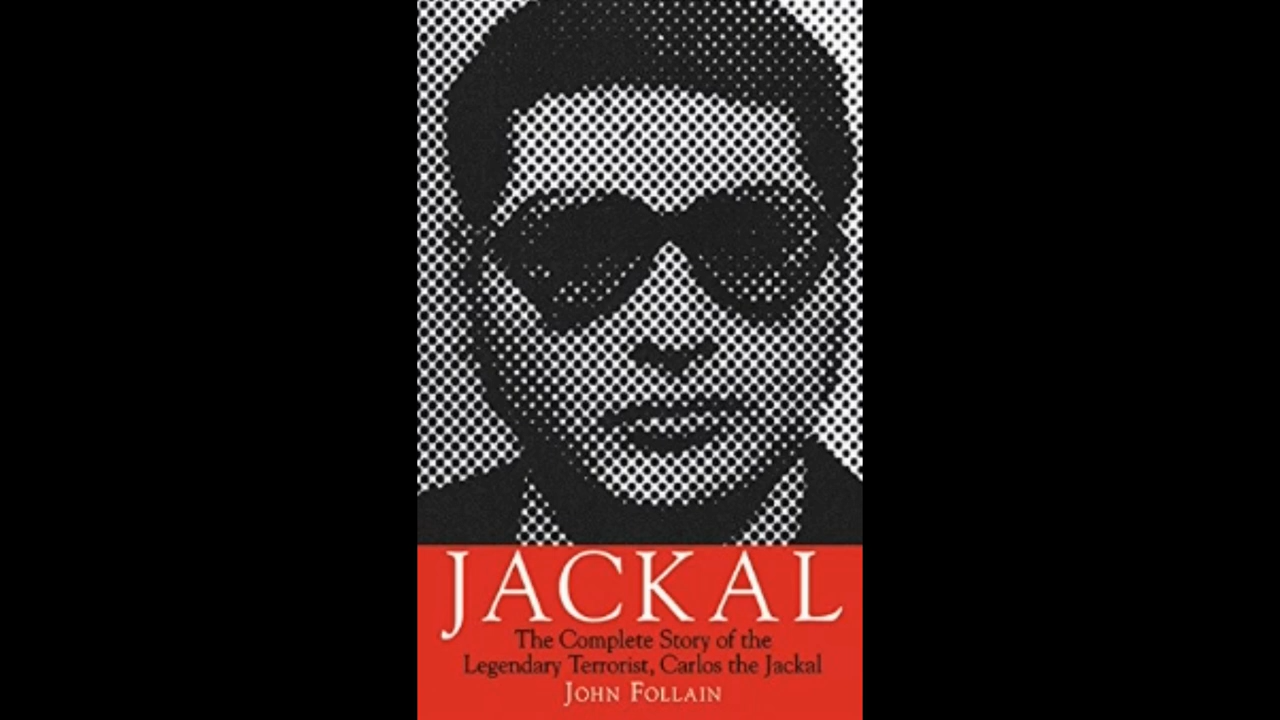 JACKAL
The Complete Story of the
Legendary Terrorist, Carlos the Jackal
JOHN FOLLAIN